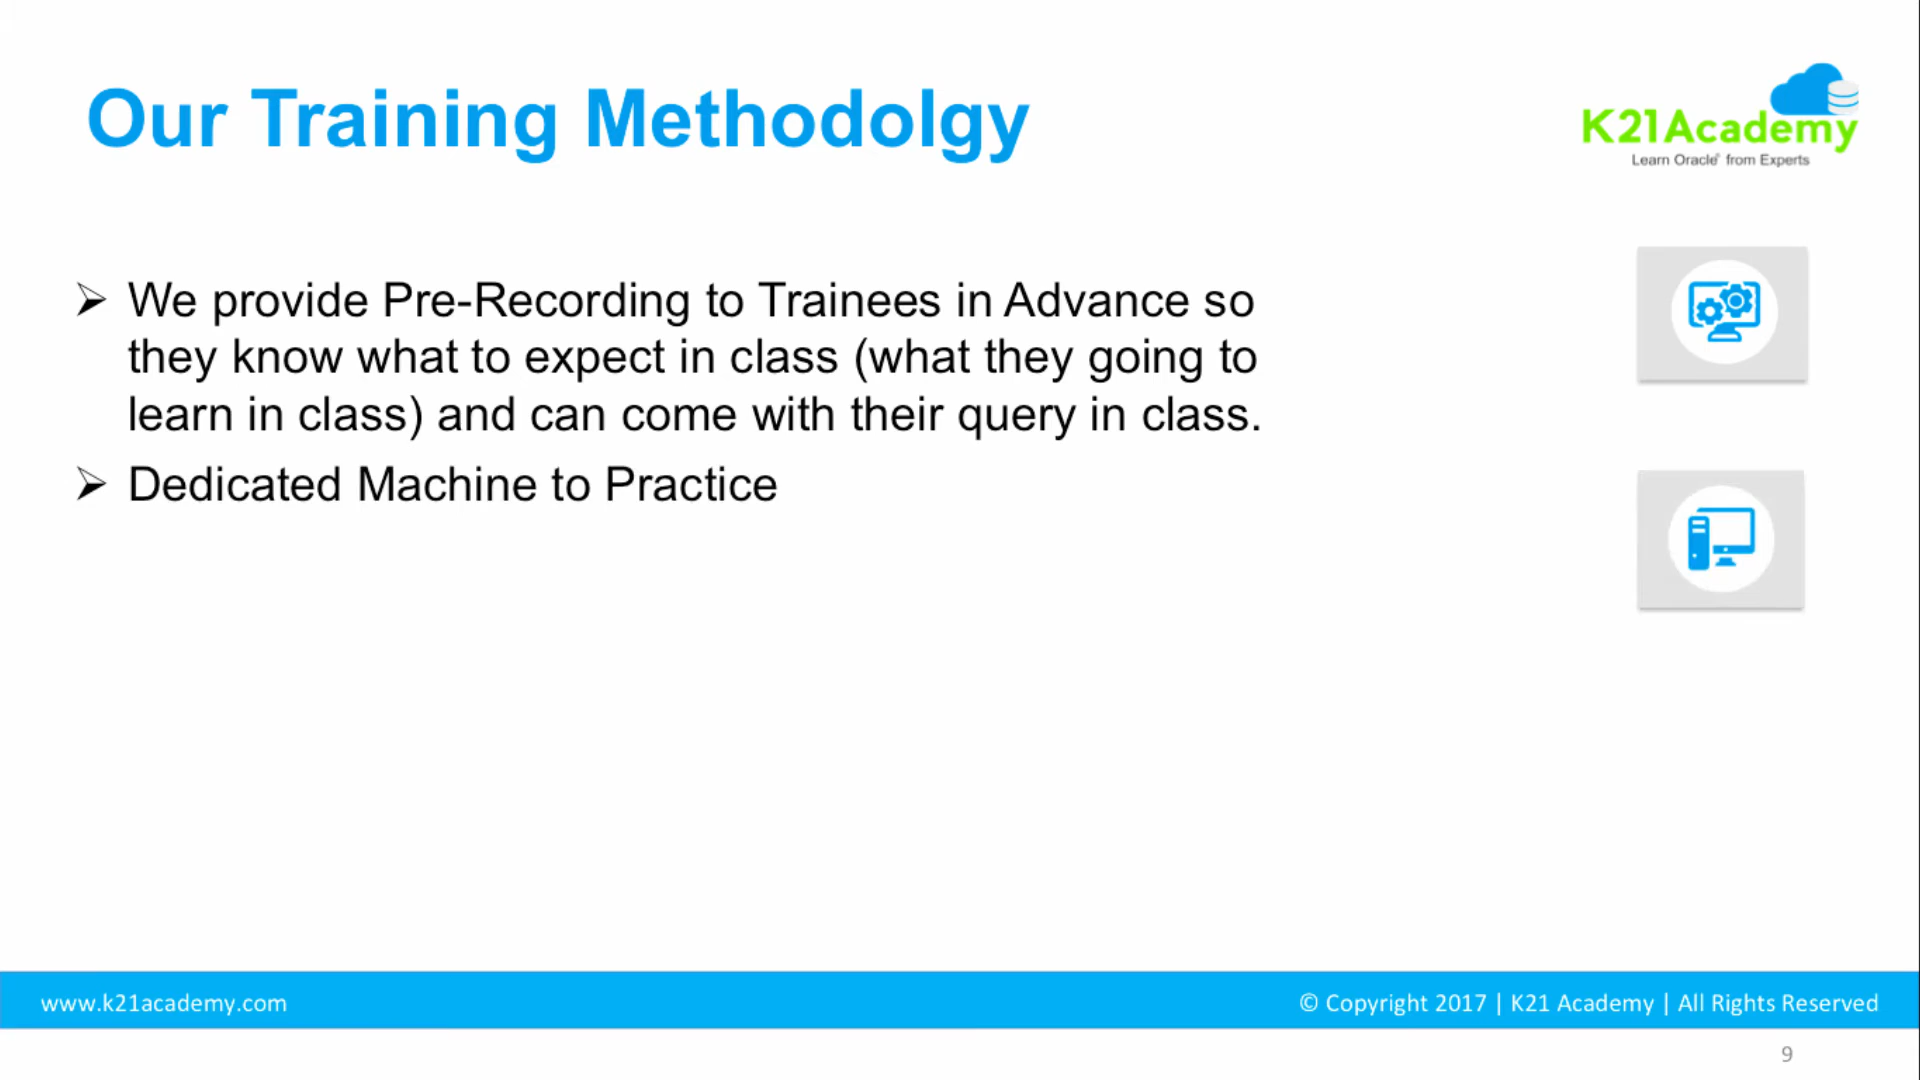 Our Training Methodolgy
K21Academy
Learn Oracle® from Experts
➢ We provide Pre-Recording to Trainees in Advance so
they know what to expect in class (what they going to
learn in class) and can come with their query in class.
➢ Dedicated Machine to Practice
www.k21academy.com
© Copyright 2017 | K21 Academy | All Rights Reserved
9